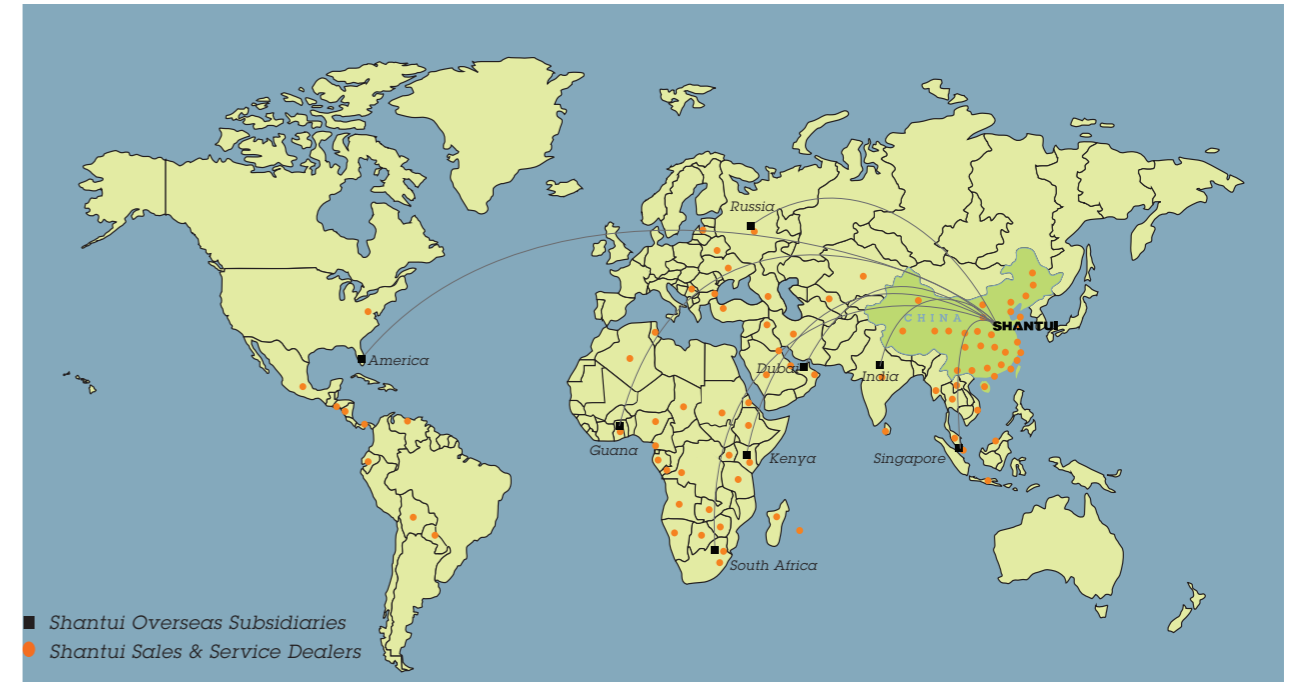 Russia
CHINA
SHANTUI
America
Dubai
India
Guana
Kenya
Singapore
South Africa
Shantui Overseas Subsidiaries
Shantui Sales & Service Dealers